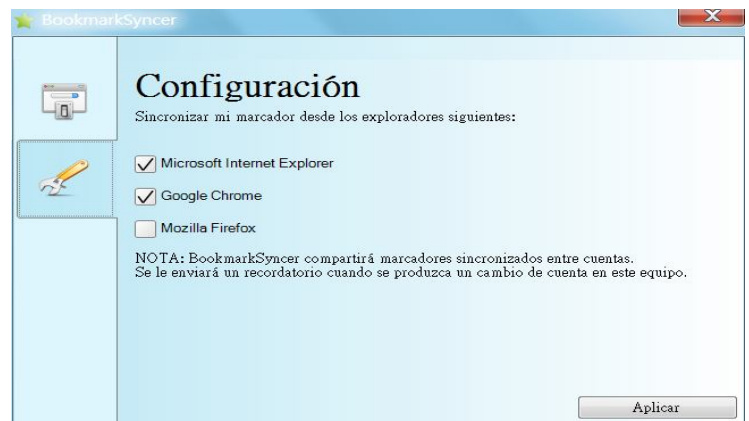 BookmarkSyncer
Configuración
Sincronizar mi marcador desde los exploradores siguientes:
Microsoft Internet Explorer
Google Chrome
Mozilla Firefox
NOTA: BookmarkSyncer compartirá marcadores sincronizados entre cuentas.
Se le enviará un recordatorio cuando se produzca un cambio de cuenta en este equipo.
Aplicar